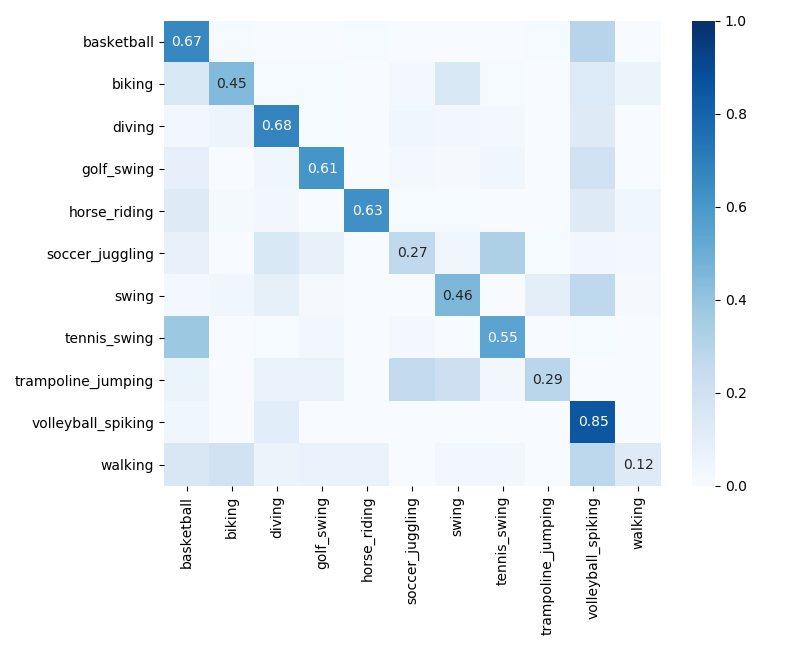 basketball
biking
diving
golf_swing
horse_riding
soccer_juggling
swing
tennis_swing
trampoline_jumping
volleyball_spiking
walking
0.67
0.45
0.68
0.61
0.63
0.27
0.46
0.55
0.29
0.85
0.12
basketball
biking
diving
golf_swing
horse_riding
soccer_juggling
swing
tennis_swing
trampoline_jumping
volleyball_spiking
walking
1.0
0.8
0.6
0.4
0.2
0.0